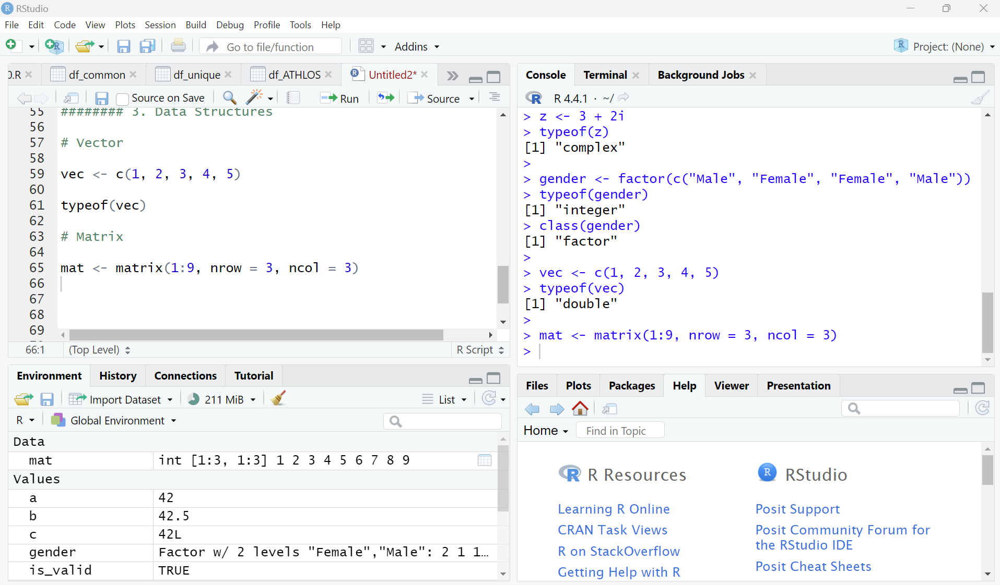 RStudio
File Edit Code View Plots Session Build Debug Profile Tools Help
Go to file/function Addins Project: (None)
0.R df_common df_unique df_ATHLOS Untitled2*
Source on Save Run Source
55 ######## 3. Data Structures
56
57 # Vector
58
59 vec <- c(1, 2, 3, 4, 5)
60
61 typeof(vec)
62
63 # Matrix
64
65 mat <- matrix(1:9, nrow = 3, ncol = 3)
66
67
68
69
66:1 (Top Level) R Script
Console Terminal Background Jobs
R 4.4.1 · ~/
> z <- 3 + 2i
> typeof(z)
[1] "complex"
>
> gender <- factor(c("Male", "Female", "Female", "Male"))
> typeof(gender)
[1] "integer"
> class(gender)
[1] "factor"
>
> vec <- c(1, 2, 3, 4, 5)
> typeof(vec)
[1] "double"
>
> mat <- matrix(1:9, nrow = 3, ncol = 3)
>
Environment History Connections Tutorial
Import Dataset 211 MiB List
R Global Environment
Data
mat int [1:3, 1:3] 1 2 3 4 5 6 7 8 9
Values
a 42
b 42.5
c 42L
gender Factor w/ 2 levels "Female","Male": 2 1 1…
is_valid TRUE
Files Plots Packages Help Viewer Presentation
Home Find in Topic
R Resources
Learning R Online
CRAN Task Views
R on StackOverflow
Getting Help with R
RStudio
Posit Support
Posit Community Forum for
the RStudio IDE
Posit Cheat Sheets